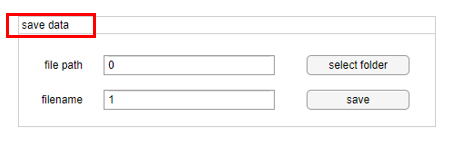 save data
file path 0 select folder
filename 1 save